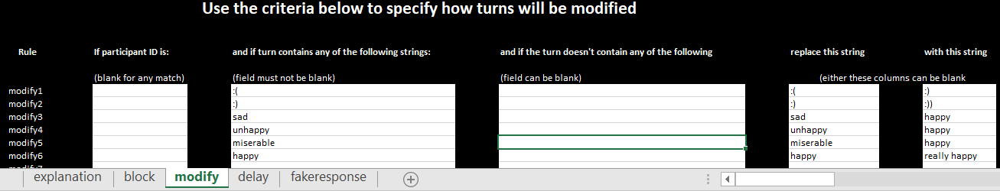 Use the criteria below to specify how turns will be modified
Rule If participant ID is: and if turn contains any of the following strings: and if the turn doesn't contain any of the following replace this string with this string
(blank for any match) (field must not be blank) (field can be blank) (either these columns can be blank
modify1 :( :( :)
modify2 :) :) :))
modify3 sad sad happy
modify4 unhappy unhappy happy
modify5 miserable miserable happy
modify6 happy happy really happy
explanation block modify delay fakeresponse